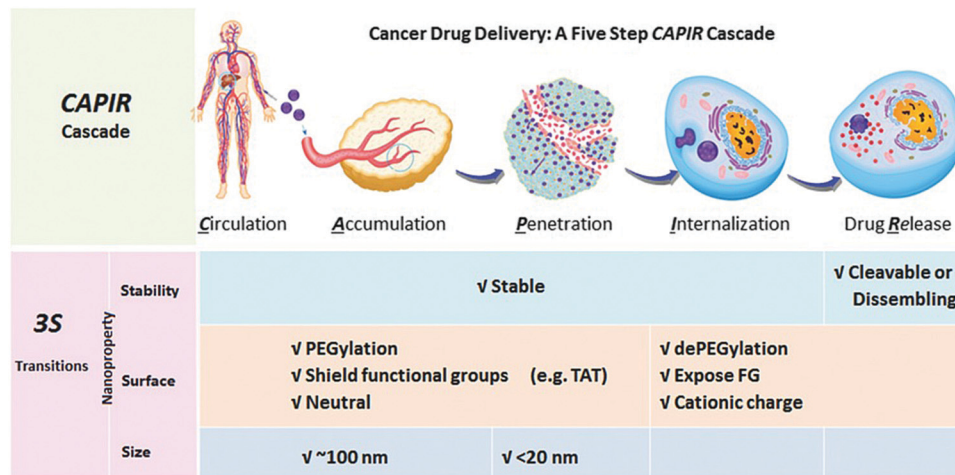 Cancer Drug Delivery: A Five Step CAPIR Cascade
CAPIR
Cascade
Circulation
Accumulation
Penetration
Internalization
Drug Release
3S
Transitions
Nanoproperty
Stability
√ Stable
√ Cleavable or
Dissembling
Surface
√ PEGylation
√ Shield functional groups (e.g. TAT)
√ Neutral
√ dePEGylation
√ Expose FG
√ Cationic charge
Size
√ ~100 nm
√ <20 nm